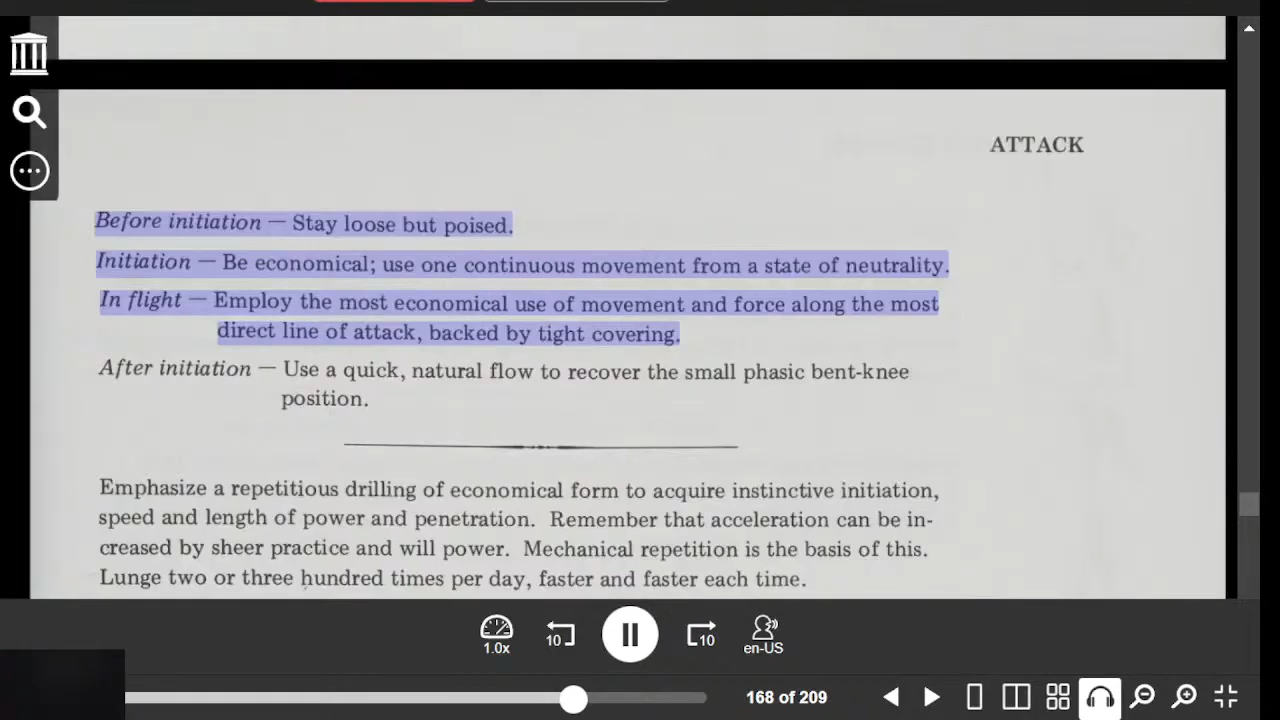 ATTACK
Before initiation — Stay loose but poised.
Initiation — Be economical; use one continuous movement from a state of neutrality.
In flight — Employ the most economical use of movement and force along the most
direct line of attack, backed by tight covering.
After initiation — Use a quick, natural flow to recover the small phasic bent-knee
position.
Emphasize a repetitious drilling of economical form to acquire instinctive initiation,
speed and length of power and penetration. Remember that acceleration can be in-
creased by sheer practice and will power. Mechanical repetition is the basis of this.
Lunge two or three hundred times per day, faster and faster each time.
10
10
1.0x
en-US
168 of 209